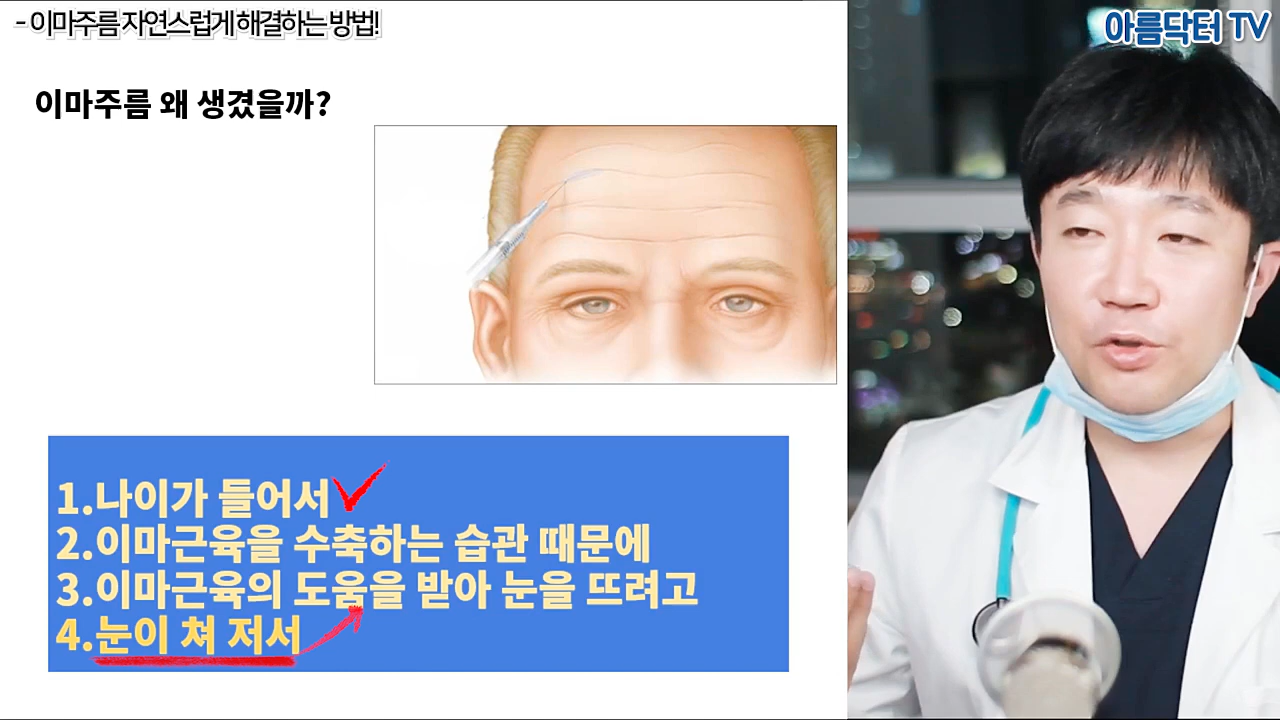 - 이마주름 자연스럽게 해결하는 방법!
아름닥터 TV
이마주름 왜 생겼을까?
1.나이가 들어서
2.이마근육을 수축하는 습관 때문에
3.이마근육의 도움을 받아 눈을 뜨려고
4.눈이 쳐 저서